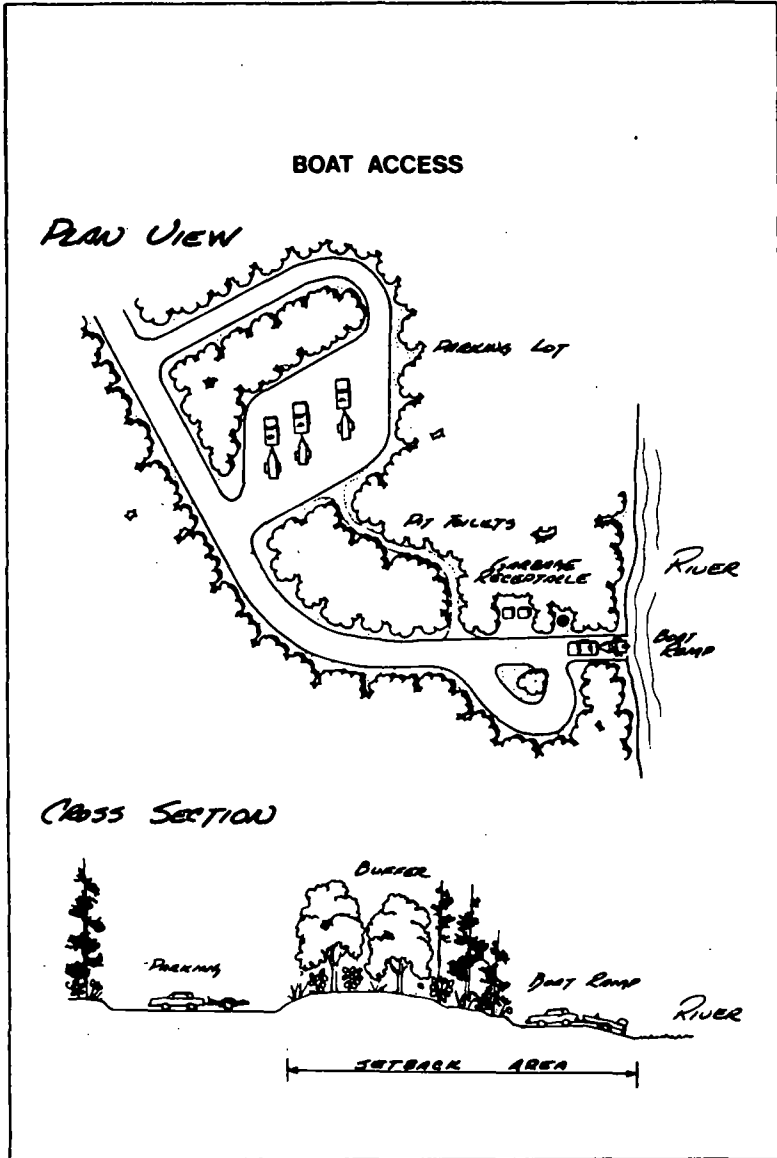 BOAT ACCESS
PLAN VIEW
PARKING LOT
PIT TOILETS
GARBAGE
RECEPTACLE
RIVER
BOAT
RAMP
CROSS SECTION
BUFFER
PARKING
BOAT RAMP
RIVER
SETBACK AREA